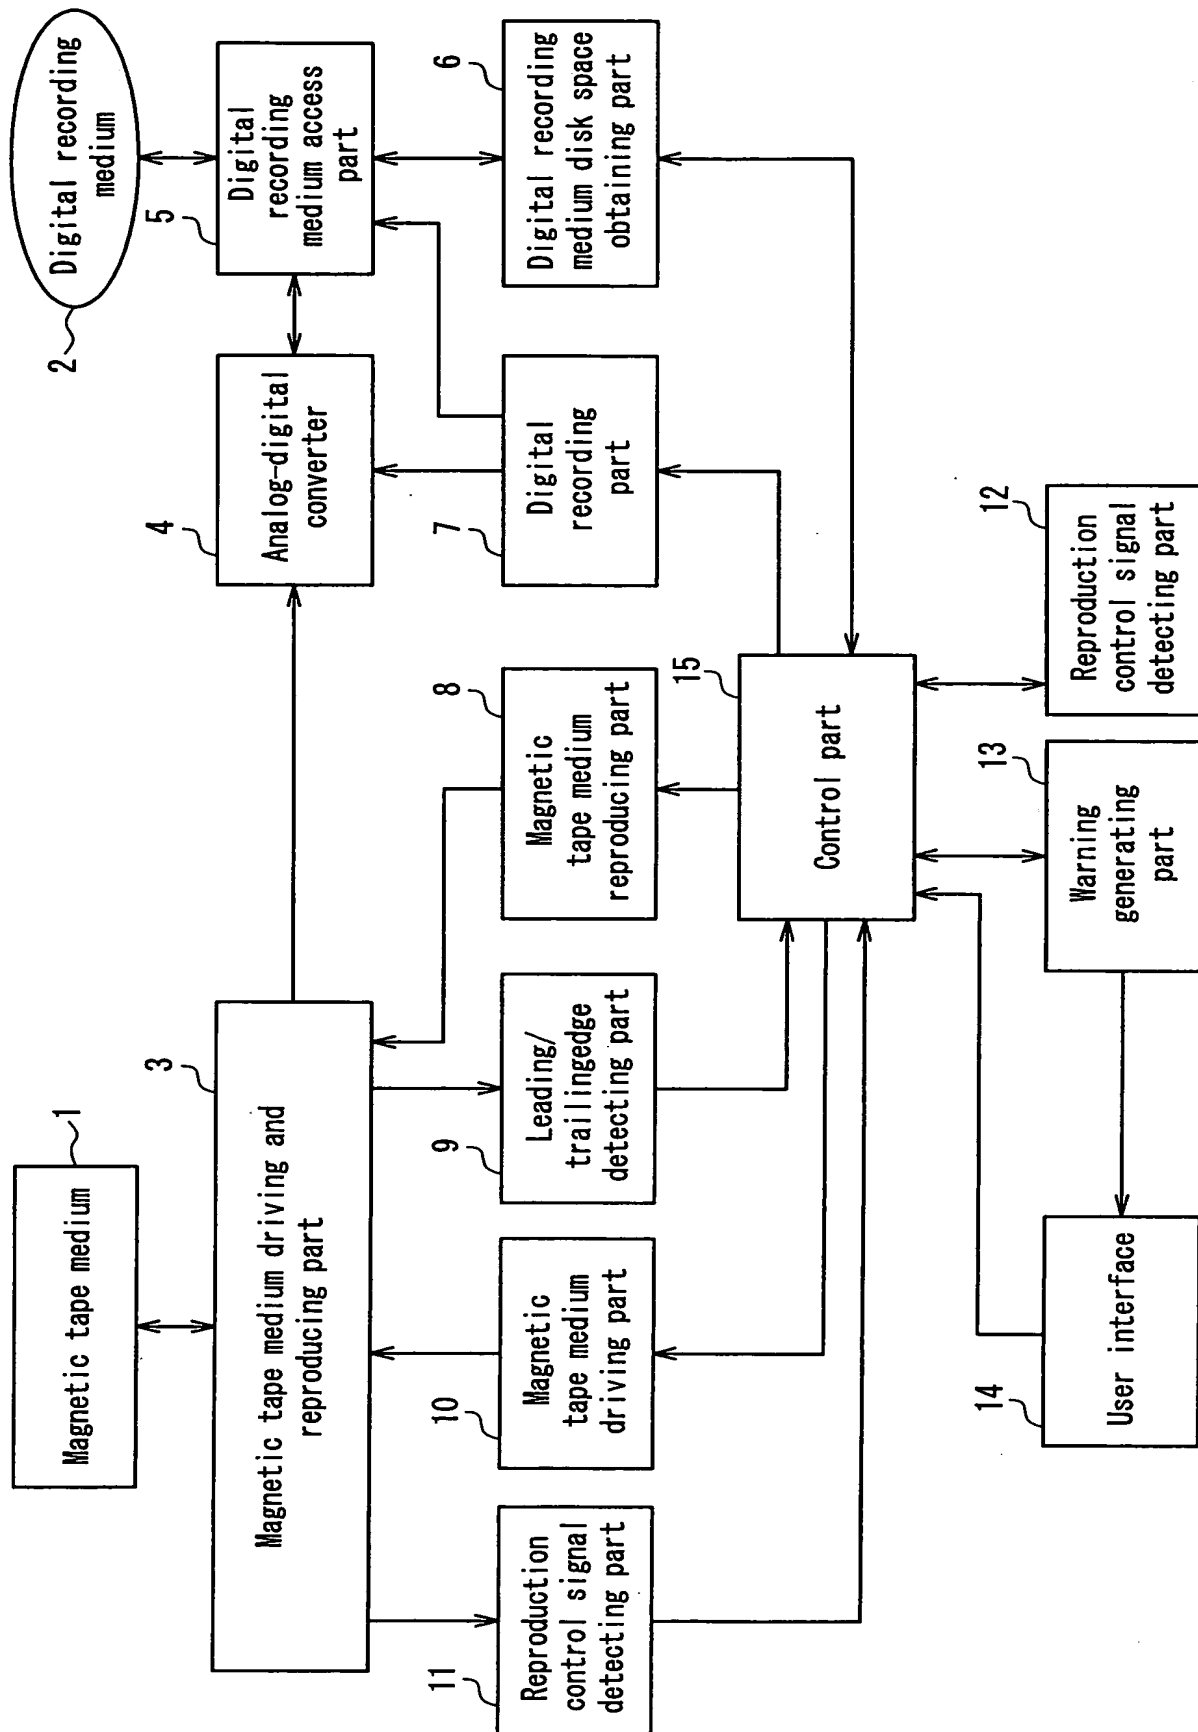 1
Magnetic tape medium
2
Digital recording
medium
3
Magnetic tape medium driving and
reproducing part
4
Analog-digital
converter
5
Digital
recording
medium access
part
11
Reproduction
control signal
detecting part
10
Magnetic
tape medium
driving part
9
Leading/
trailingedge
detecting part
8
Magnetic
tape medium
reproducing part
7
Digital
recording
part
6
Digital recording
medium disk space
obtaining part
15
Control part
14
User interface
13
Warning
generating
part
12
Reproduction
control signal
detecting part